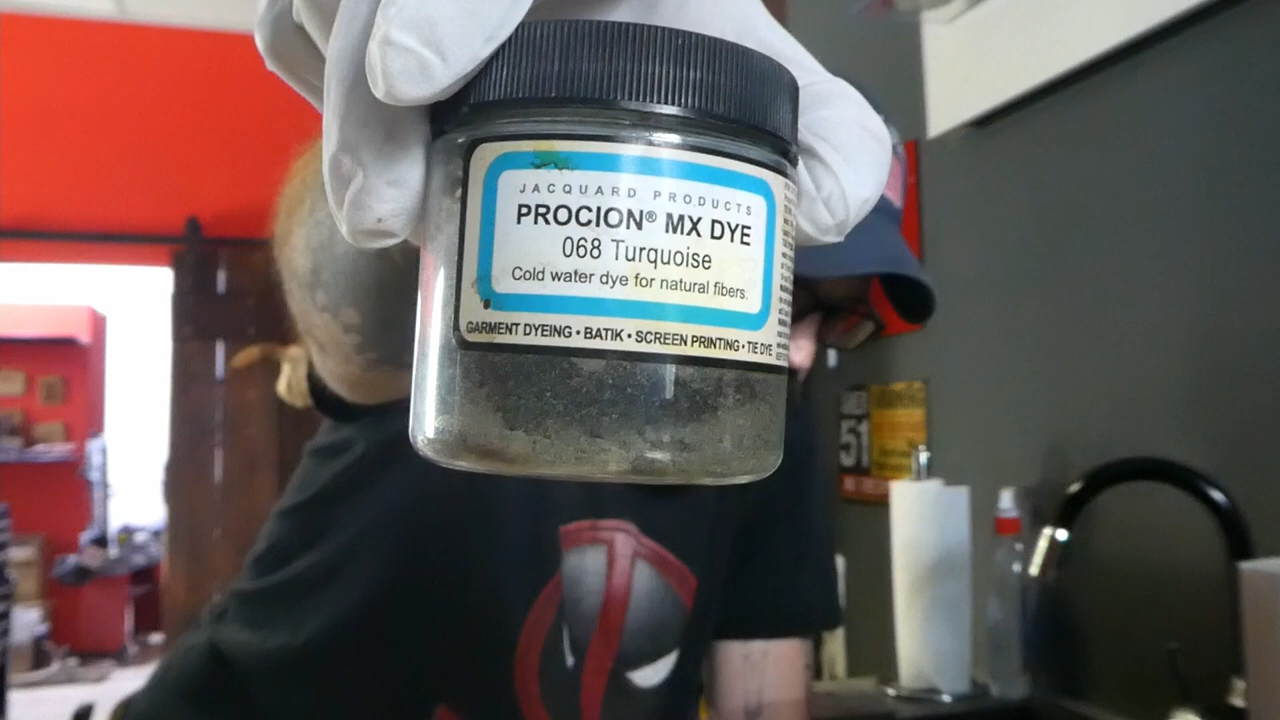 JACQUARD PRODUCTS
PROCION® MX DYE
068 Turquoise
Cold water dye for natural fibers.
GARMENT DYEING • BATIK • SCREEN PRINTING • TIE DYE
51